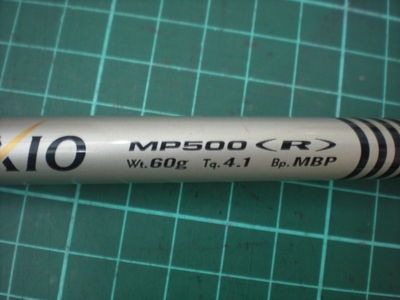 XIO MP500 <R>
Wt. 60g Tq. 4.1 Bp. MBP